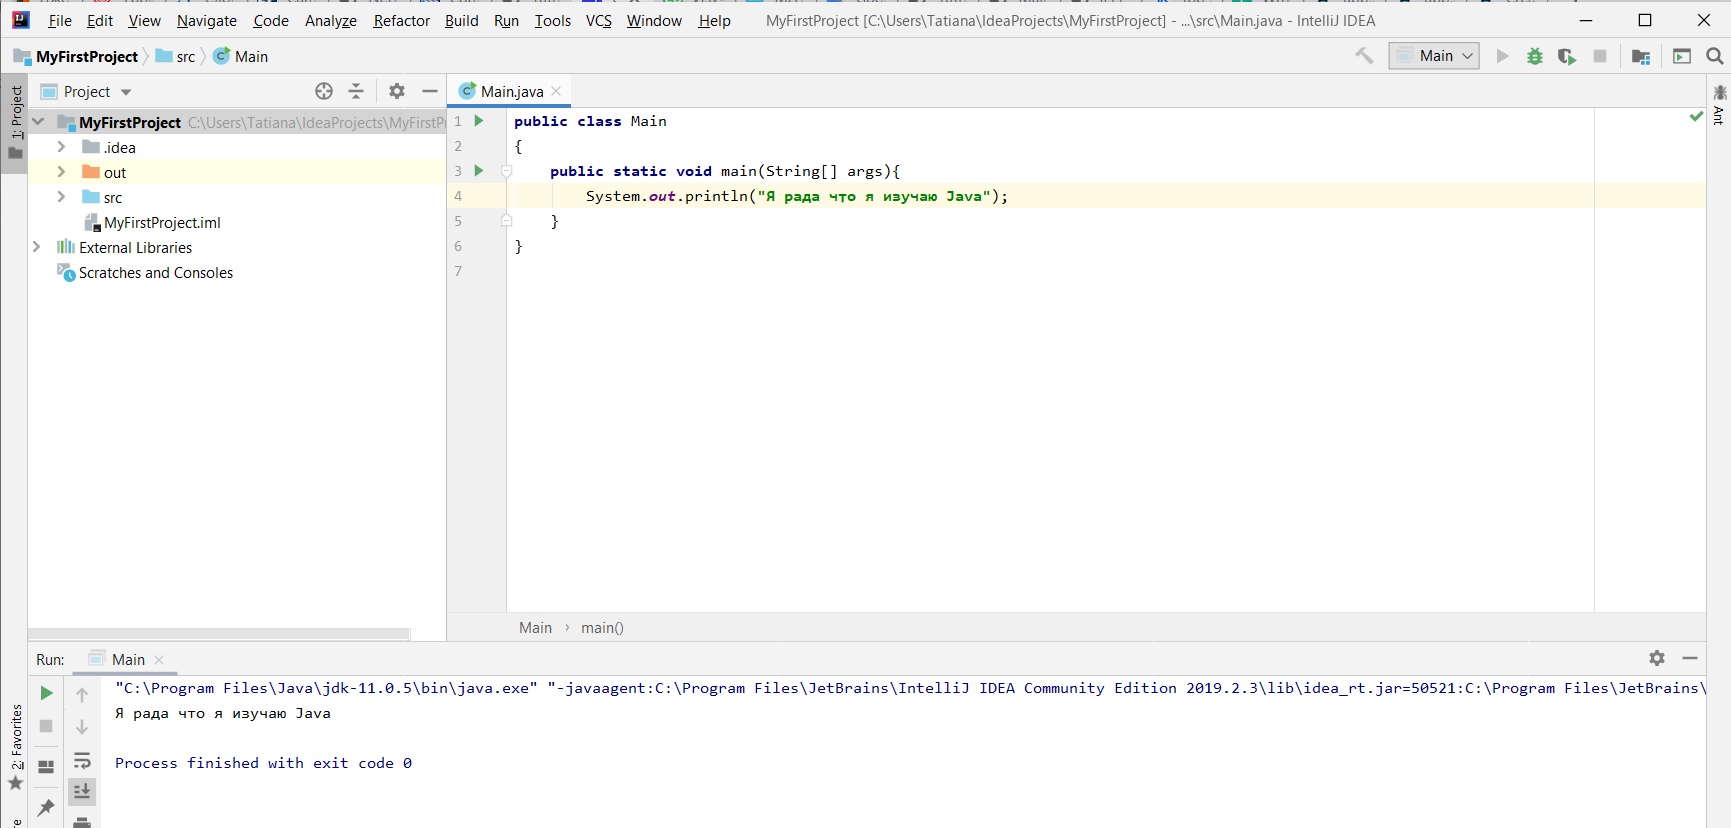 File Edit View Navigate Code Analyze Refactor Build Run Tools VCS Window Help MyFirstProject [C:\Users\Tatiana\IdeaProjects\MyFirstProject] - ...\src\Main.java - IntelliJ IDEA
MyFirstProject src Main
Main
1: Project
Project
MyFirstProject C:\Users\Tatiana\IdeaProjects\MyFirstP
.idea
out
src
MyFirstProject.iml
External Libraries
Scratches and Consoles
Main.java
1 public class Main
2 {
3 public static void main(String[] args){
4 System.out.println("Я рада что я изучаю Java");
5 }
6 }
7
Ant
Main › main()
Run: Main
"C:\Program Files\Java\jdk-11.0.5\bin\java.exe" "-javaagent:C:\Program Files\JetBrains\IntelliJ IDEA Community Edition 2019.2.3\lib\idea_rt.jar=50521:C:\Program Files\JetBrains\
Я рада что я изучаю Java
Process finished with exit code 0
2: Favorites